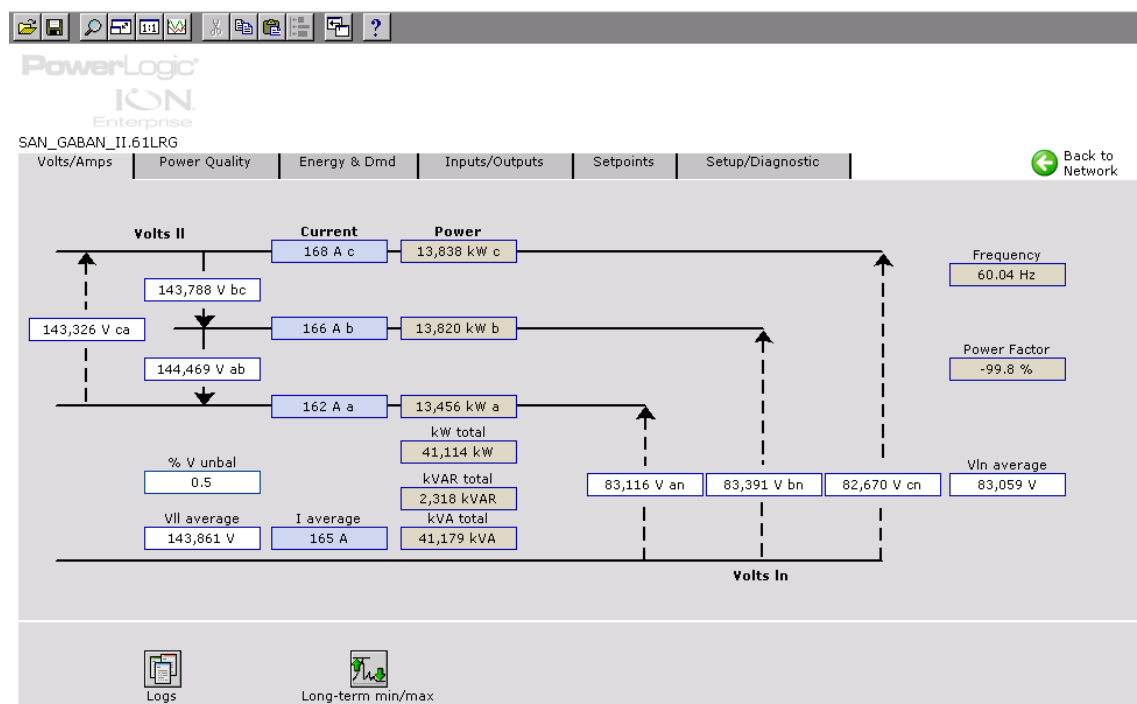 1:1
?
PowerLogic°
ION.
Enterprise
SAN_GABAN_II.61LRG
Volts/Amps Power Quality Energy & Dmd Inputs/Outputs Setpoints Setup/Diagnostic
Back to
Network
Volts ll Current Power
168 A c 13,838 kW c
Frequency
60.04 Hz
143,788 V bc
143,326 V ca 166 A b 13,820 kW b
Power Factor
-99.8 %
144,469 V ab
162 A a 13,456 kW a
kW total
41,114 kW
% V unbal
0.5
kVAR total
2,318 kVAR
83,116 V an 83,391 V bn 82,670 V cn
Vln average
83,059 V
Vll average I average kVA total
143,861 V 165 A 41,179 kVA
Volts ln
Logs Long-term min/max